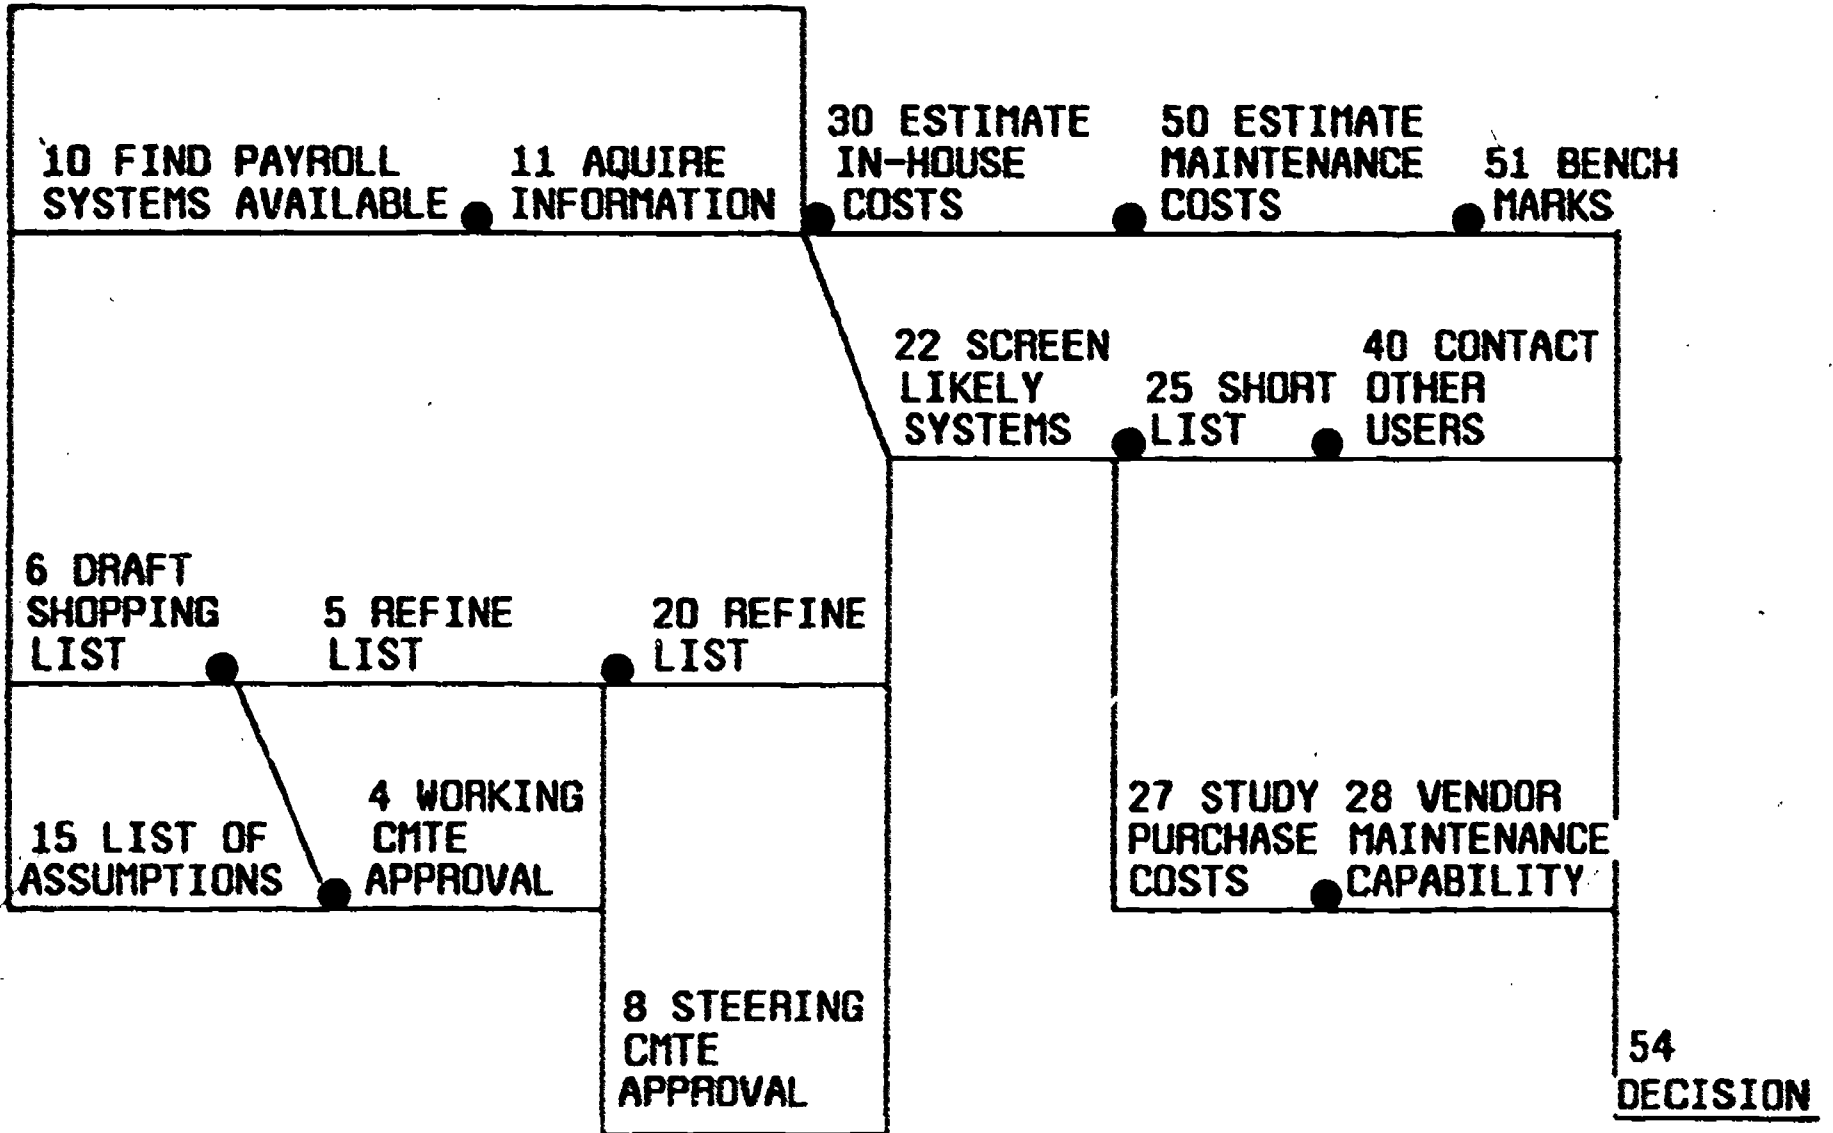 10 FIND PAYROLL
SYSTEMS AVAILABLE
11 AQUIRE
INFORMATION
30 ESTIMATE
IN-HOUSE
COSTS
50 ESTIMATE
MAINTENANCE
COSTS
51 BENCH
MARKS
22 SCREEN
LIKELY
SYSTEMS
25 SHORT
LIST
40 CONTACT
OTHER
USERS
6 DRAFT
SHOPPING
LIST
5 REFINE
LIST
20 REFINE
LIST
15 LIST OF
ASSUMPTIONS
4 WORKING
CMTE
APPROVAL
27 STUDY
PURCHASE
COSTS
28 VENDOR
MAINTENANCE
CAPABILITY
8 STEERING
CMTE
APPROVAL
54
DECISION